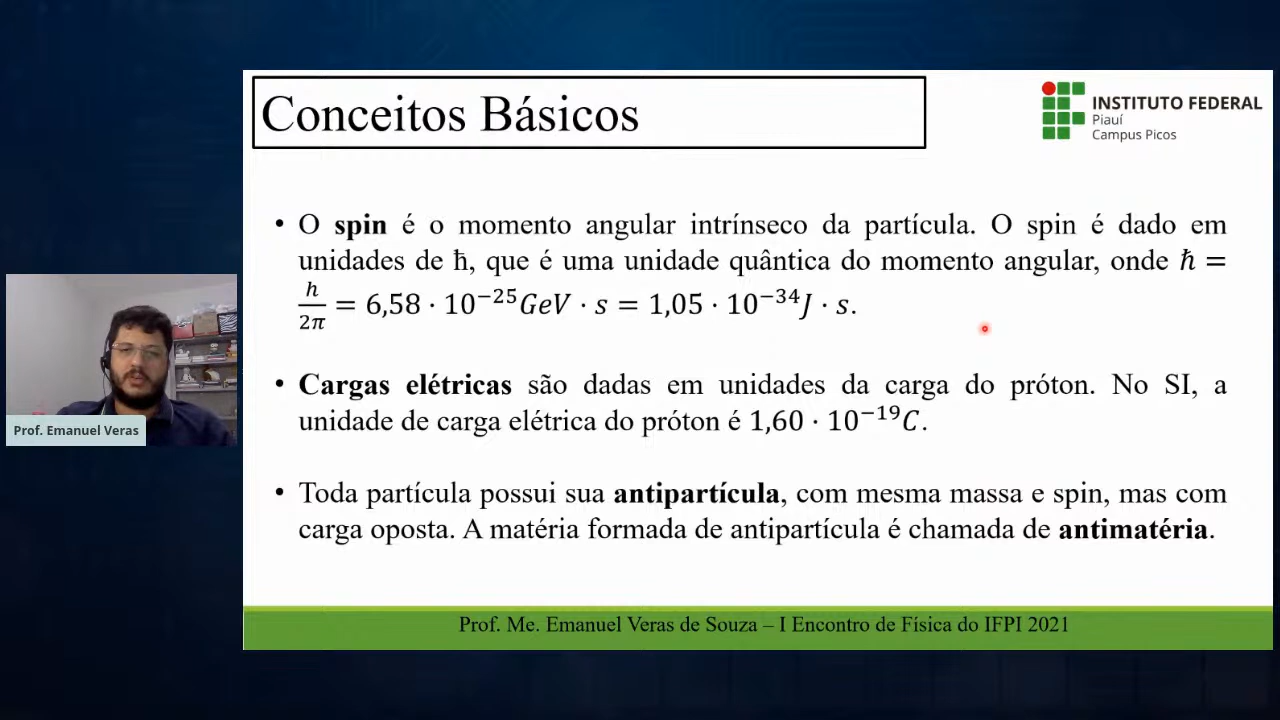 Conceitos Básicos
INSTITUTO FEDERAL
Piauí
Campus Picos
• O spin é o momento angular intrínseco da partícula. O spin é dado em
unidades de ħ, que é uma unidade quântica do momento angular, onde ℏ =
h/2π = 6,58 · 10⁻²⁵GeV · s = 1,05 · 10⁻³⁴J · s.
• Cargas elétricas são dadas em unidades da carga do próton. No SI, a
unidade de carga elétrica do próton é 1,60 · 10⁻¹⁹C.
• Toda partícula possui sua antipartícula, com mesma massa e spin, mas com
carga oposta. A matéria formada de antipartícula é chamada de antimatéria.
Prof. Emanuel Veras
Prof. Me. Emanuel Veras de Souza – I Encontro de Física do IFPI 2021